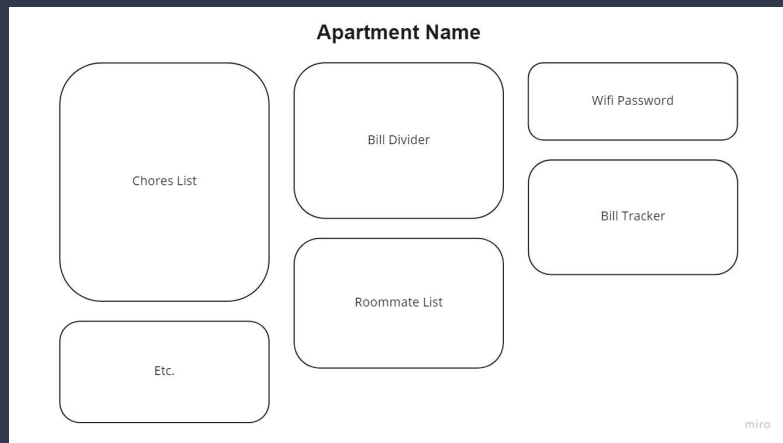 Apartment Name
Chores List
Bill Divider
Wifi Password
Bill Tracker
Roommate List
Etc.
miro